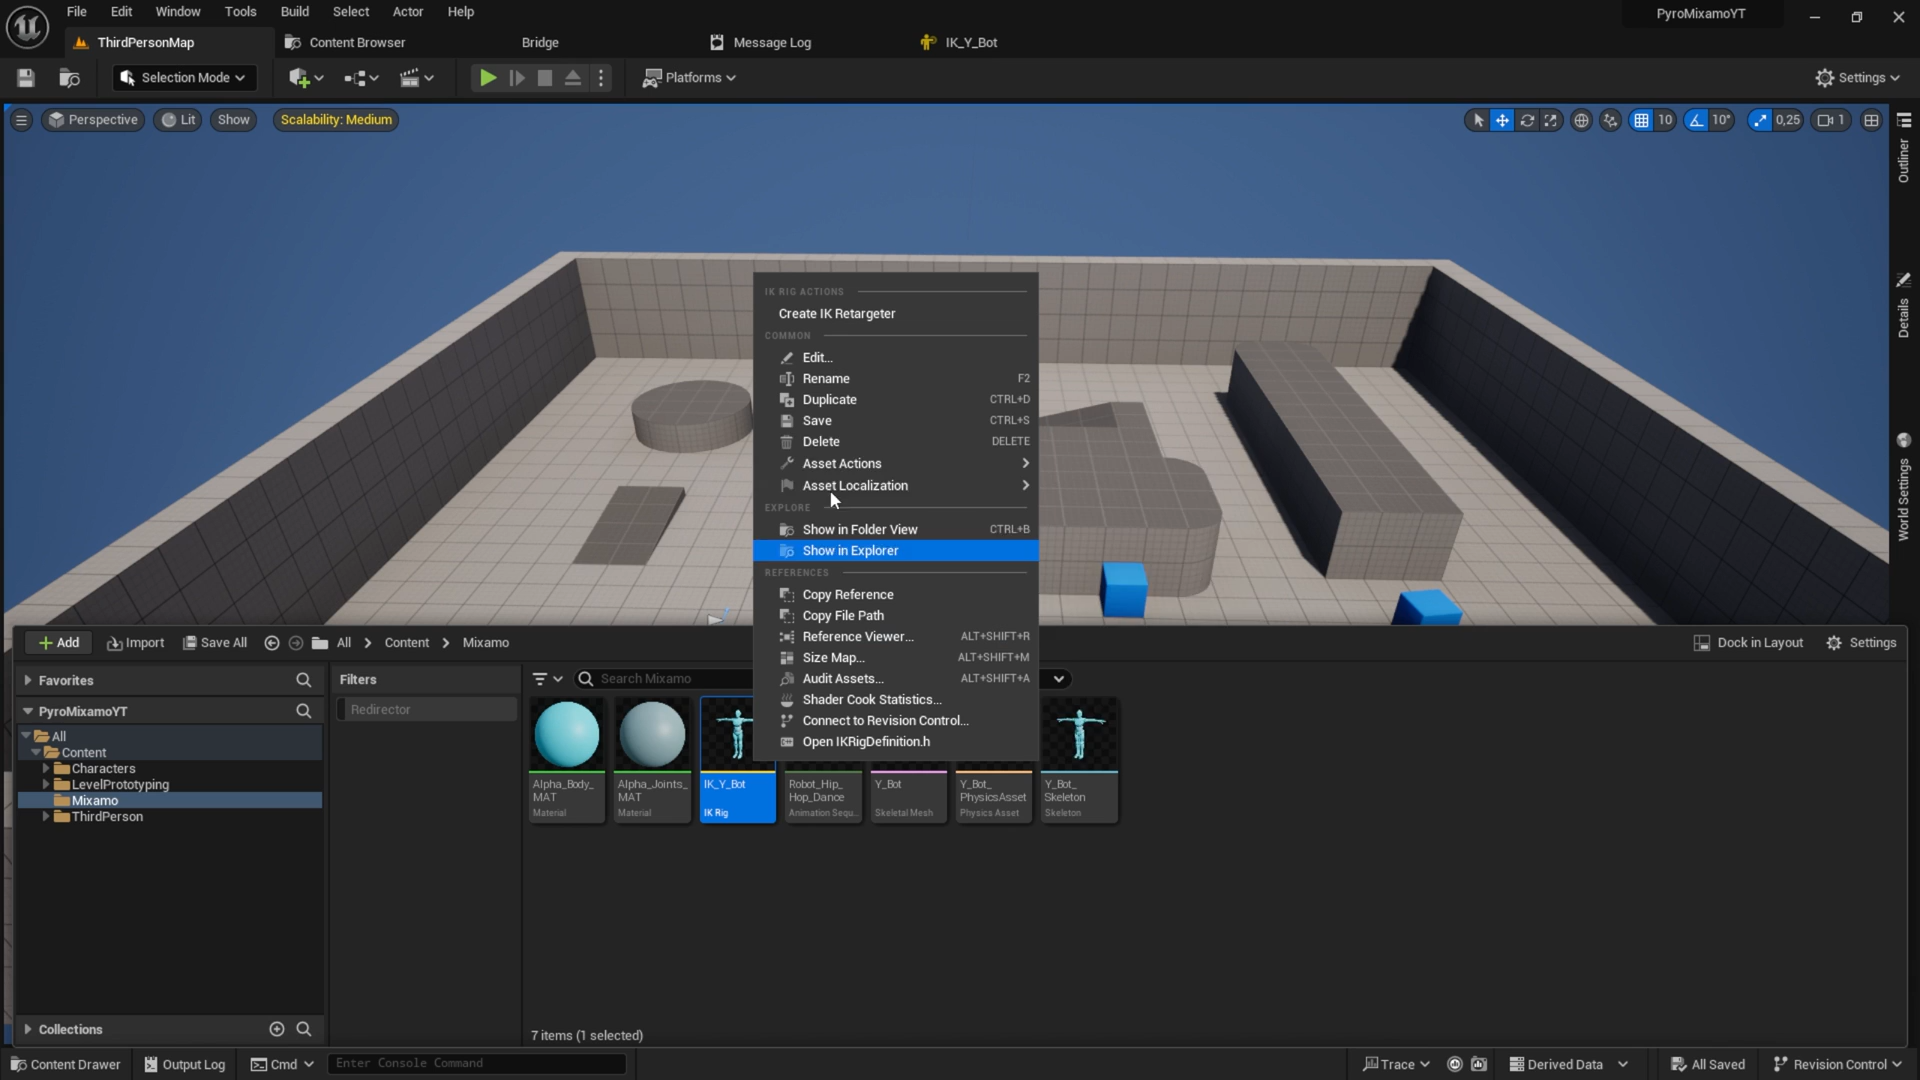 File Edit Window Tools Build Select Actor Help
PyroMixamoYT
ThirdPersonMap Content Browser Bridge Message Log IK_Y_Bot
Selection Mode Platforms Settings
Perspective Lit Show Scalability: Medium 10 10° 0,25 1
Outliner
Details
World Settings
IK RIG ACTIONS
Create IK Retargeter
COMMON
Edit...
Rename F2
Duplicate CTRL+D
Save CTRL+S
Delete DELETE
Asset Actions
Asset Localization
EXPLORE
Show in Folder View CTRL+B
Show in Explorer
REFERENCES
Copy Reference
Copy File Path
Reference Viewer... ALT+SHIFT+R
Size Map... ALT+SHIFT+M
Audit Assets... ALT+SHIFT+A
Shader Cook Statistics...
Connect to Revision Control...
Open IKRigDefinition.h
Add Import Save All All Content Mixamo Dock in Layout Settings
Favorites
PyroMixamoYT
All
Content
Characters
LevelPrototyping
Mixamo
ThirdPerson
Collections
Filters
Redirector
Search Mixamo
Alpha_Body_
MAT
Material
Alpha_Joints_
MAT
Material
IK_Y_Bot
IK Rig
Robot_Hip_
Hop_Dance
Animation Sequ...
Y_Bot
Skeletal Mesh
Y_Bot_
PhysicsAsset
Physics Asset
Y_Bot_
Skeleton
Skeleton
7 items (1 selected)
Content Drawer Output Log Cmd Enter Console Command Trace Derived Data All Saved Revision Control